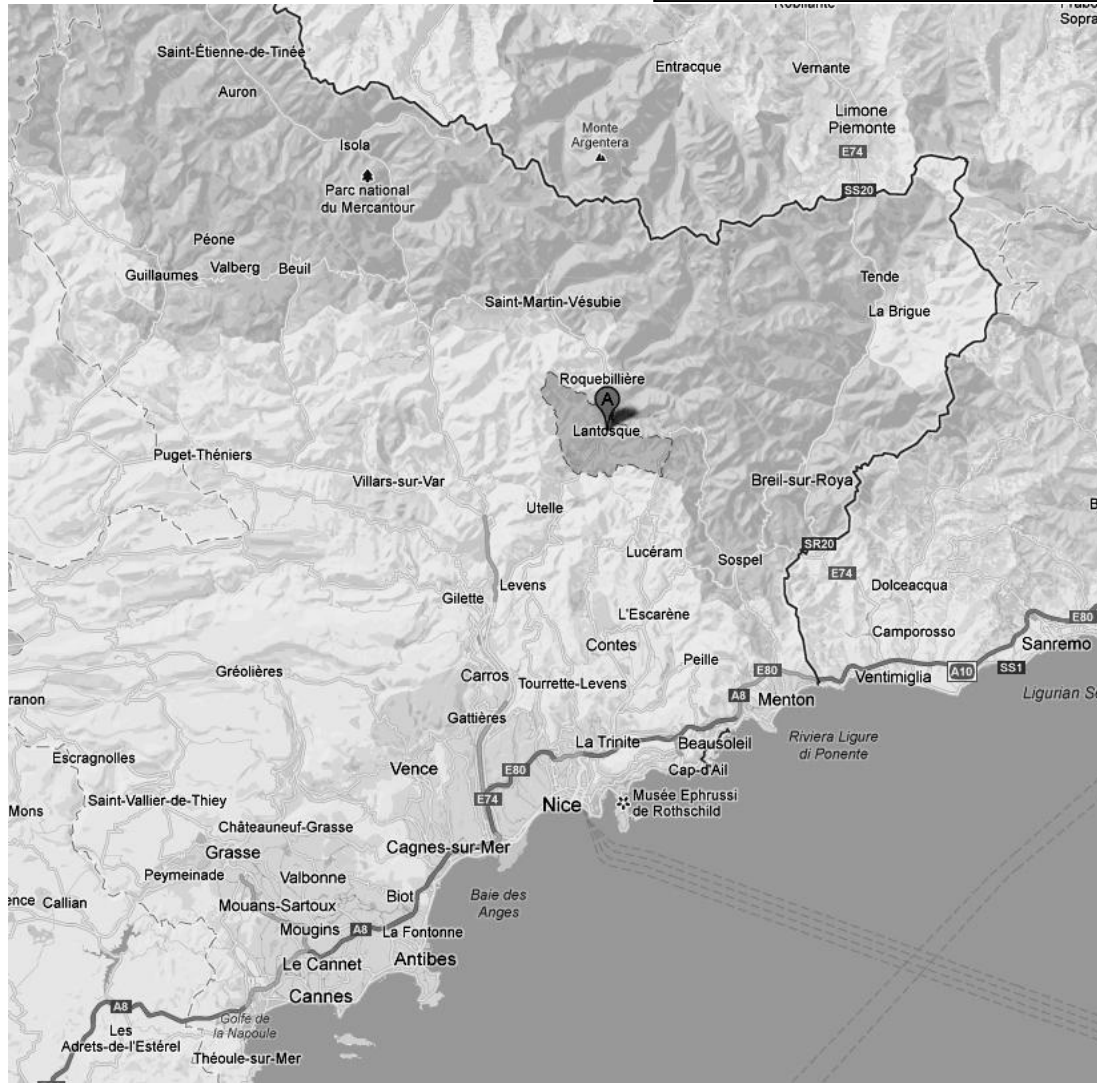 Saint-Étienne-de-Tinée
Entracque
Vernante
Sopra
Auron
Limone
Piemonte
Monte
Argentera
Isola
E74
Parc national
du Mercantour
SS20
Péone
Guillaumes
Valberg
Beuil
Tende
Saint-Martin-Vésubie
La Brigue
Roquebillière
A
Lantosque
Puget-Théniers
Villars-sur-Var
Breil-sur-Roya
Utelle
Lucéram
Sospel
SR20
E74
Levens
Gilette
Dolceacqua
L'Escarène
E80
Contes
Camporosso
Sanremo
Gréolières
Carros
Tourrette-Levens
Peille
E80
Ventimiglia
A10
SS1
A8
Menton
Ligurian Se
ranon
Gattières
La Trinite
Beausoleil
Riviera Ligure
di Ponente
Escragnolles
Vence
E80
Cap-d'Ail
Mons
Saint-Vallier-de-Thiey
E74
Nice
Musée Ephrussi
de Rothschild
Châteauneuf-Grasse
Grasse
Cagnes-sur-Mer
Peymeinade
Valbonne
Biot
Baie des
Anges
ence
Callian
Mouans-Sartoux
Mougins
A8
La Fontonne
Le Cannet
Antibes
Cannes
A8
Golfe de
la Napoule
Les
Adrets-de-l'Estérel
Théoule-sur-Mer